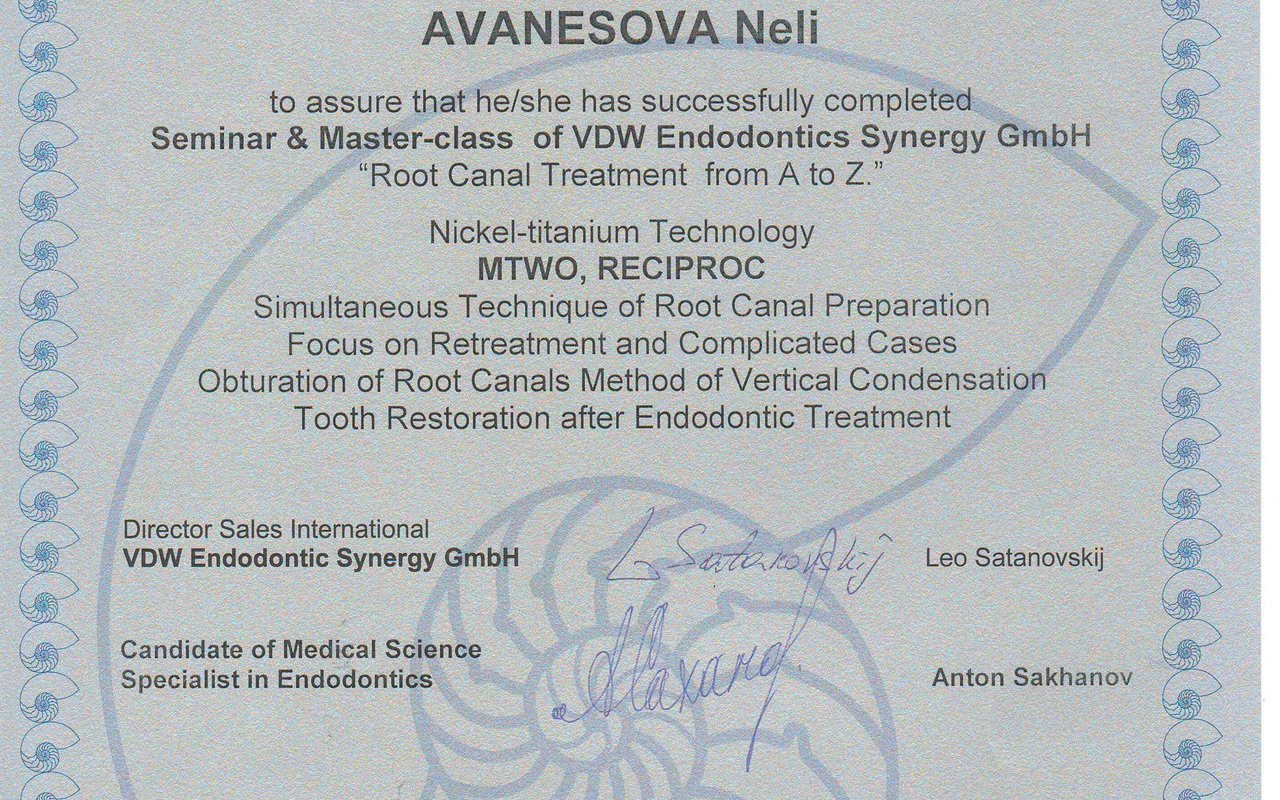 AVANESOVA Neli
to assure that he/she has successfully completed
Seminar & Master-class of VDW Endodontics Synergy GmbH
“Root Canal Treatment from A to Z.”
Nickel-titanium Technology
MTWO, RECIPROC
Simultaneous Technique of Root Canal Preparation
Focus on Retreatment and Complicated Cases
Obturation of Root Canals Method of Vertical Condensation
Tooth Restoration after Endodontic Treatment
Director Sales International
VDW Endodontic Synergy GmbH
L Satanovskij
Leo Satanovskij
Candidate of Medical Science
Specialist in Endodontics
Anton Sakhanov